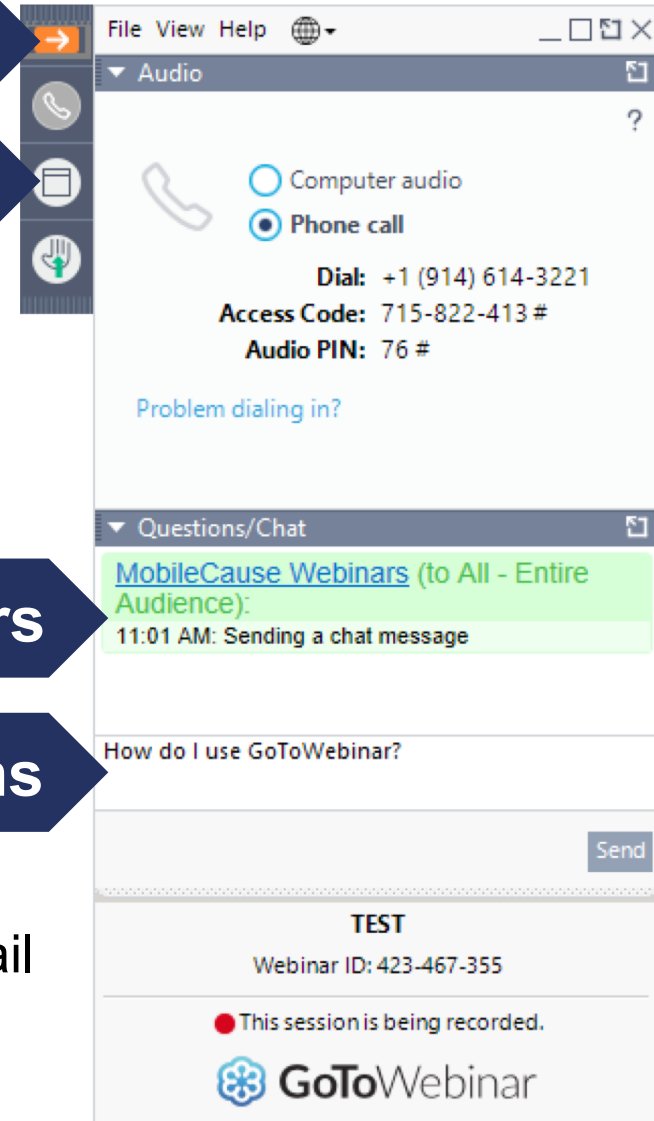 File View Help
Audio
?
Computer audio
Phone call
Dial: +1 (914) 614-3221
Access Code: 715-822-413 #
Audio PIN: 76 #
Problem dialing in?
Questions/Chat
MobileCause Webinars (to All - Entire
Audience):
11:01 AM: Sending a chat message
rs
How do I use GoToWebinar?
ns
Send
TEST
ail
Webinar ID: 423-467-355
This session is being recorded.
GoToWebinar